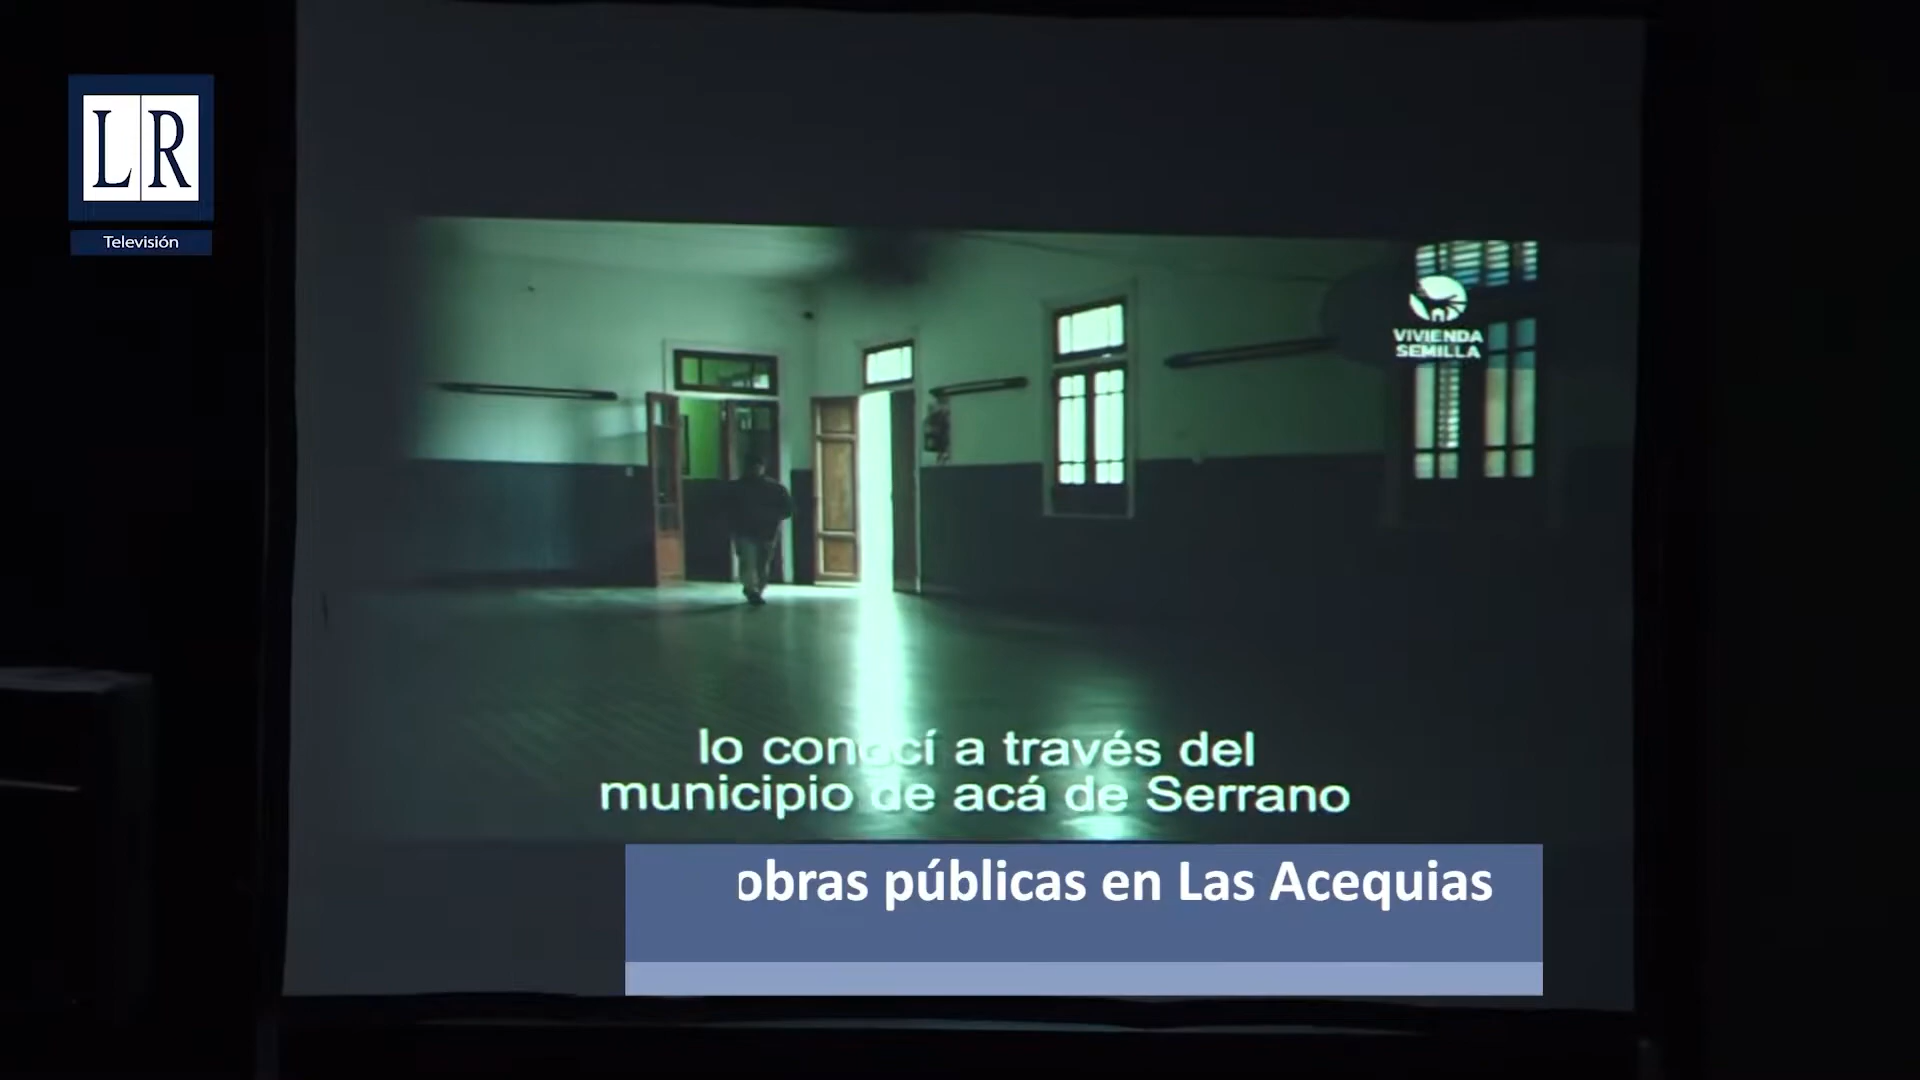 LR
Televisión
VIVIENDA
SEMILLA
lo conocí a través del
municipio de acá de Serrano
obras públicas en Las Acequias